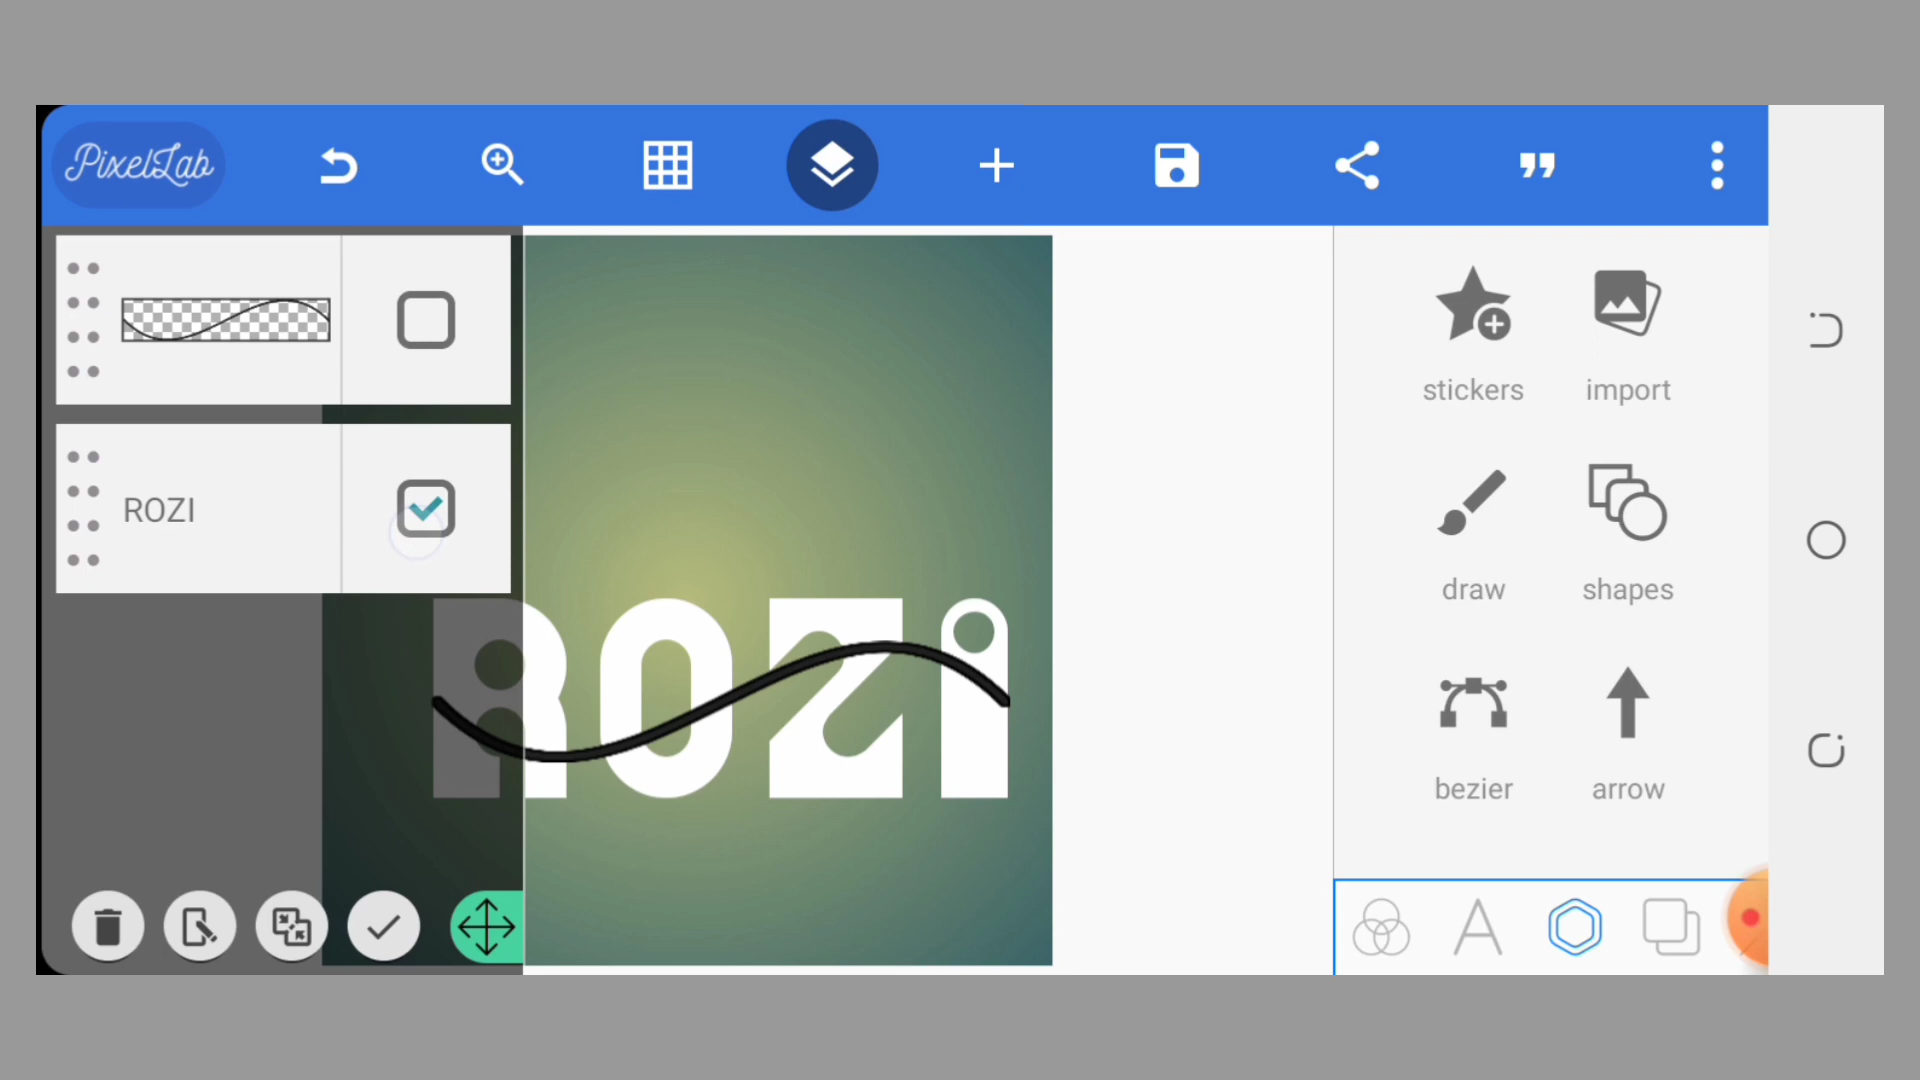 PixelLab
ROZI
ROZI
stickers
import
draw
shapes
bezier
arrow